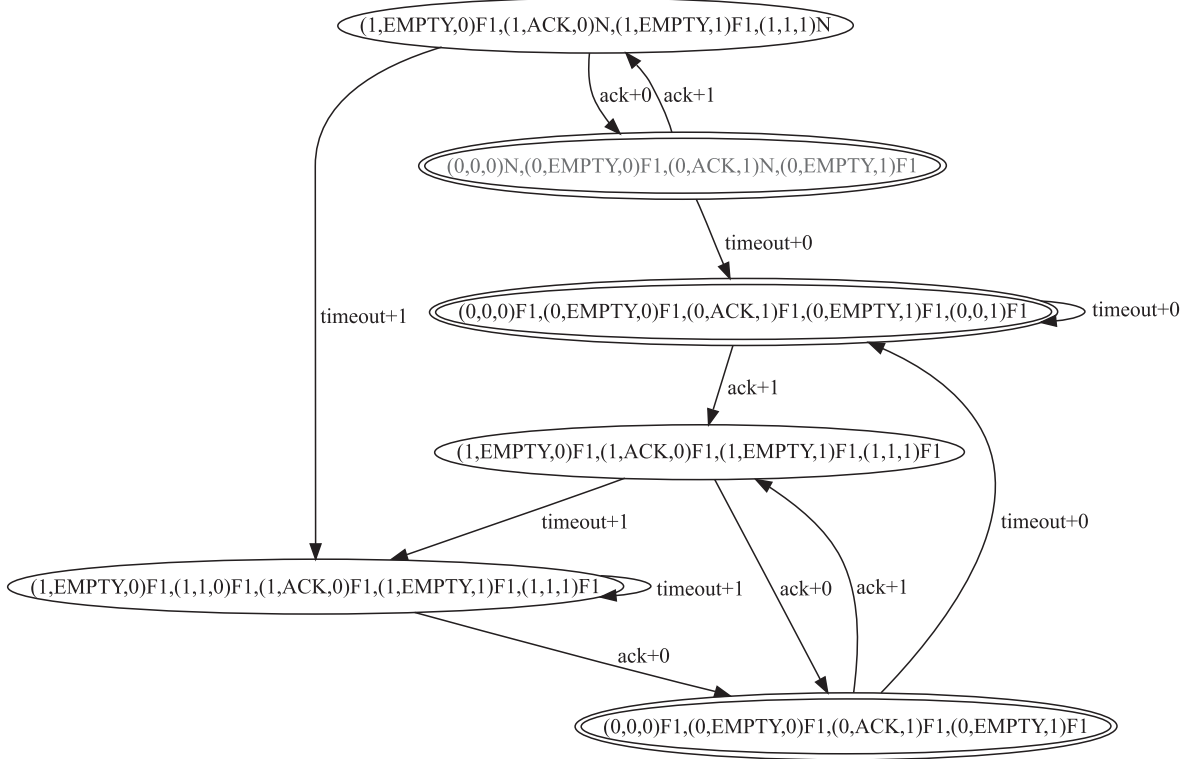 (1,EMPTY,0)F1,(1,ACK,0)N,(1,EMPTY,1)F1,(1,1,1)N
ack+0 ack+1
(0,0,0)N,(0,EMPTY,0)F1,(0,ACK,1)N,(0,EMPTY,1)F1
timeout+0
timeout+1
(0,0,0)F1,(0,EMPTY,0)F1,(0,ACK,1)F1,(0,EMPTY,1)F1,(0,0,1)F1
timeout+0
ack+1
(1,EMPTY,0)F1,(1,ACK,0)F1,(1,EMPTY,1)F1,(1,1,1)F1
timeout+1
timeout+0
(1,EMPTY,0)F1,(1,1,0)F1,(1,ACK,0)F1,(1,EMPTY,1)F1,(1,1,1)F1
timeout+1
ack+0 ack+1
ack+0
(0,0,0)F1,(0,EMPTY,0)F1,(0,ACK,1)F1,(0,EMPTY,1)F1